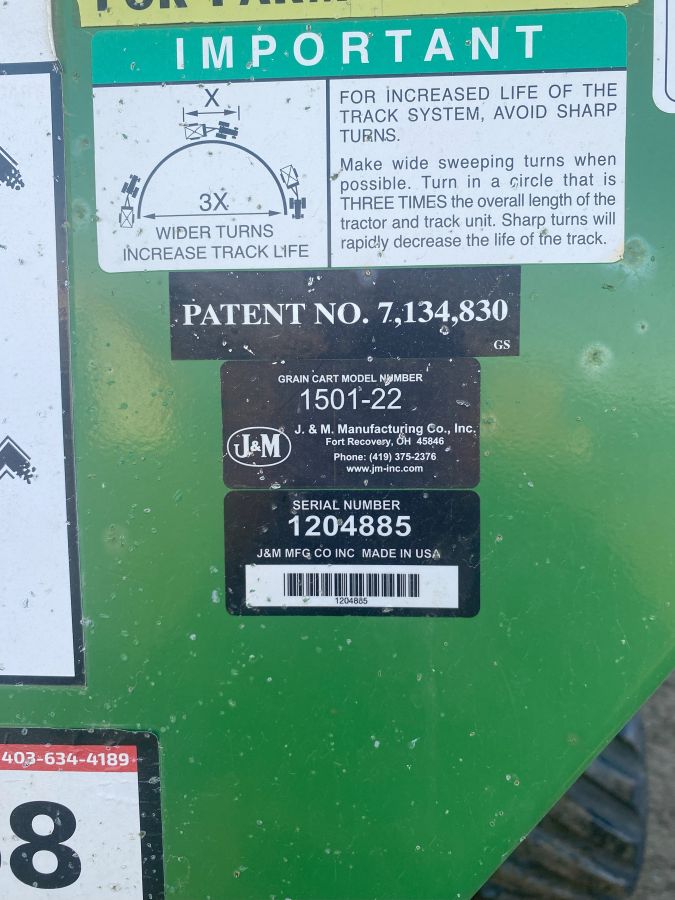 FOR FARM
IMPORTANT
X
3X
WIDER TURNS
INCREASE TRACK LIFE
FOR INCREASED LIFE OF THE
TRACK SYSTEM, AVOID SHARP
TURNS.
Make wide sweeping turns when
possible. Turn in a circle that is
THREE TIMES the overall length of the
tractor and track unit. Sharp turns will
rapidly decrease the life of the track.
PATENT NO. 7,134,830
GS
GRAIN CART MODEL NUMBER
1501-22
J&M
J. & M. Manufacturing Co., Inc.
Fort Recovery, OH 45846
Phone: (419) 375-2376
www.jm-inc.com
SERIAL NUMBER
1204885
J&M MFG CO INC MADE IN USA
1204885
403-634-4189
8